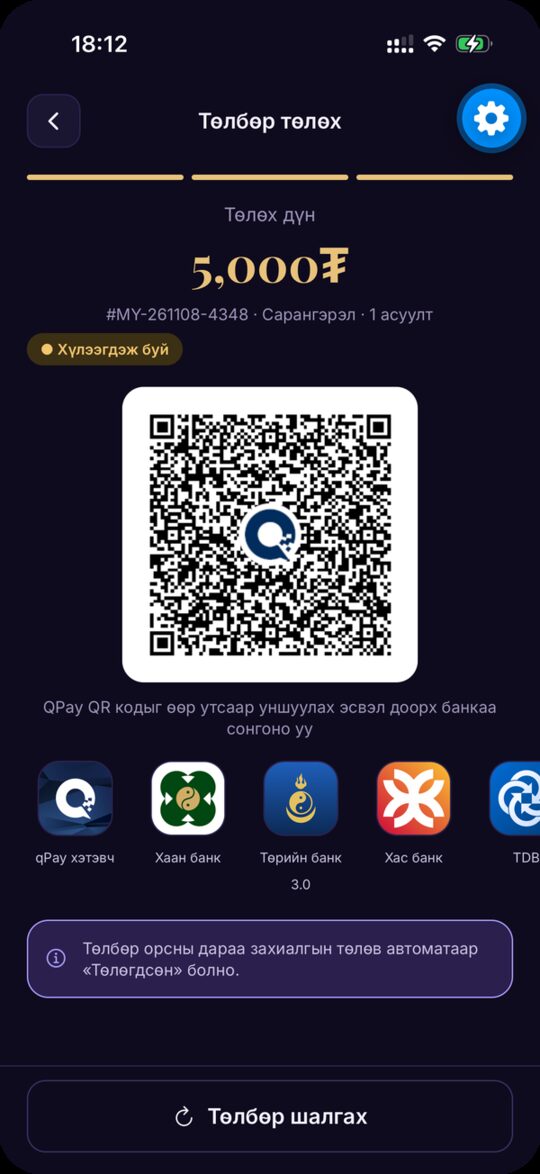 18:12
Төлбөр төлөх
Төлөх дүн
5,000₮
#MY-261108-4348 · Сарангэрэл · 1 асуулт
Хүлээгдэж буй
QPay QR кодыг өөр утсаар уншуулах эсвэл доорх банкаа
сонгоно уу
qPay хэтэвч
Хаан банк
Төрийн банк
3.0
Хас банк
TDB
Төлбөр орсны дараа захиалгын төлөв автоматаар
«Төлөгдсөн» болно.
Төлбөр шалгах